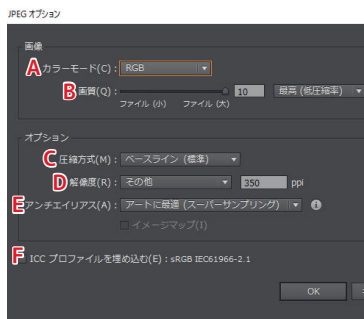 JPEG オプション
画像
A カラーモード(C): RGB
B 画質(Q): 10 最高 (低圧縮率)
ファイル (小) ファイル (大)
オプション
C 圧縮方式(M): ベースライン (標準)
D 解像度(R): その他 350 ppi
E アンチエイリアス(A): アートに最適 (スーパーサンプリング)
イメージマップ(I)
F ICC プロファイルを埋め込む(E): sRGB IEC61966-2.1
OK